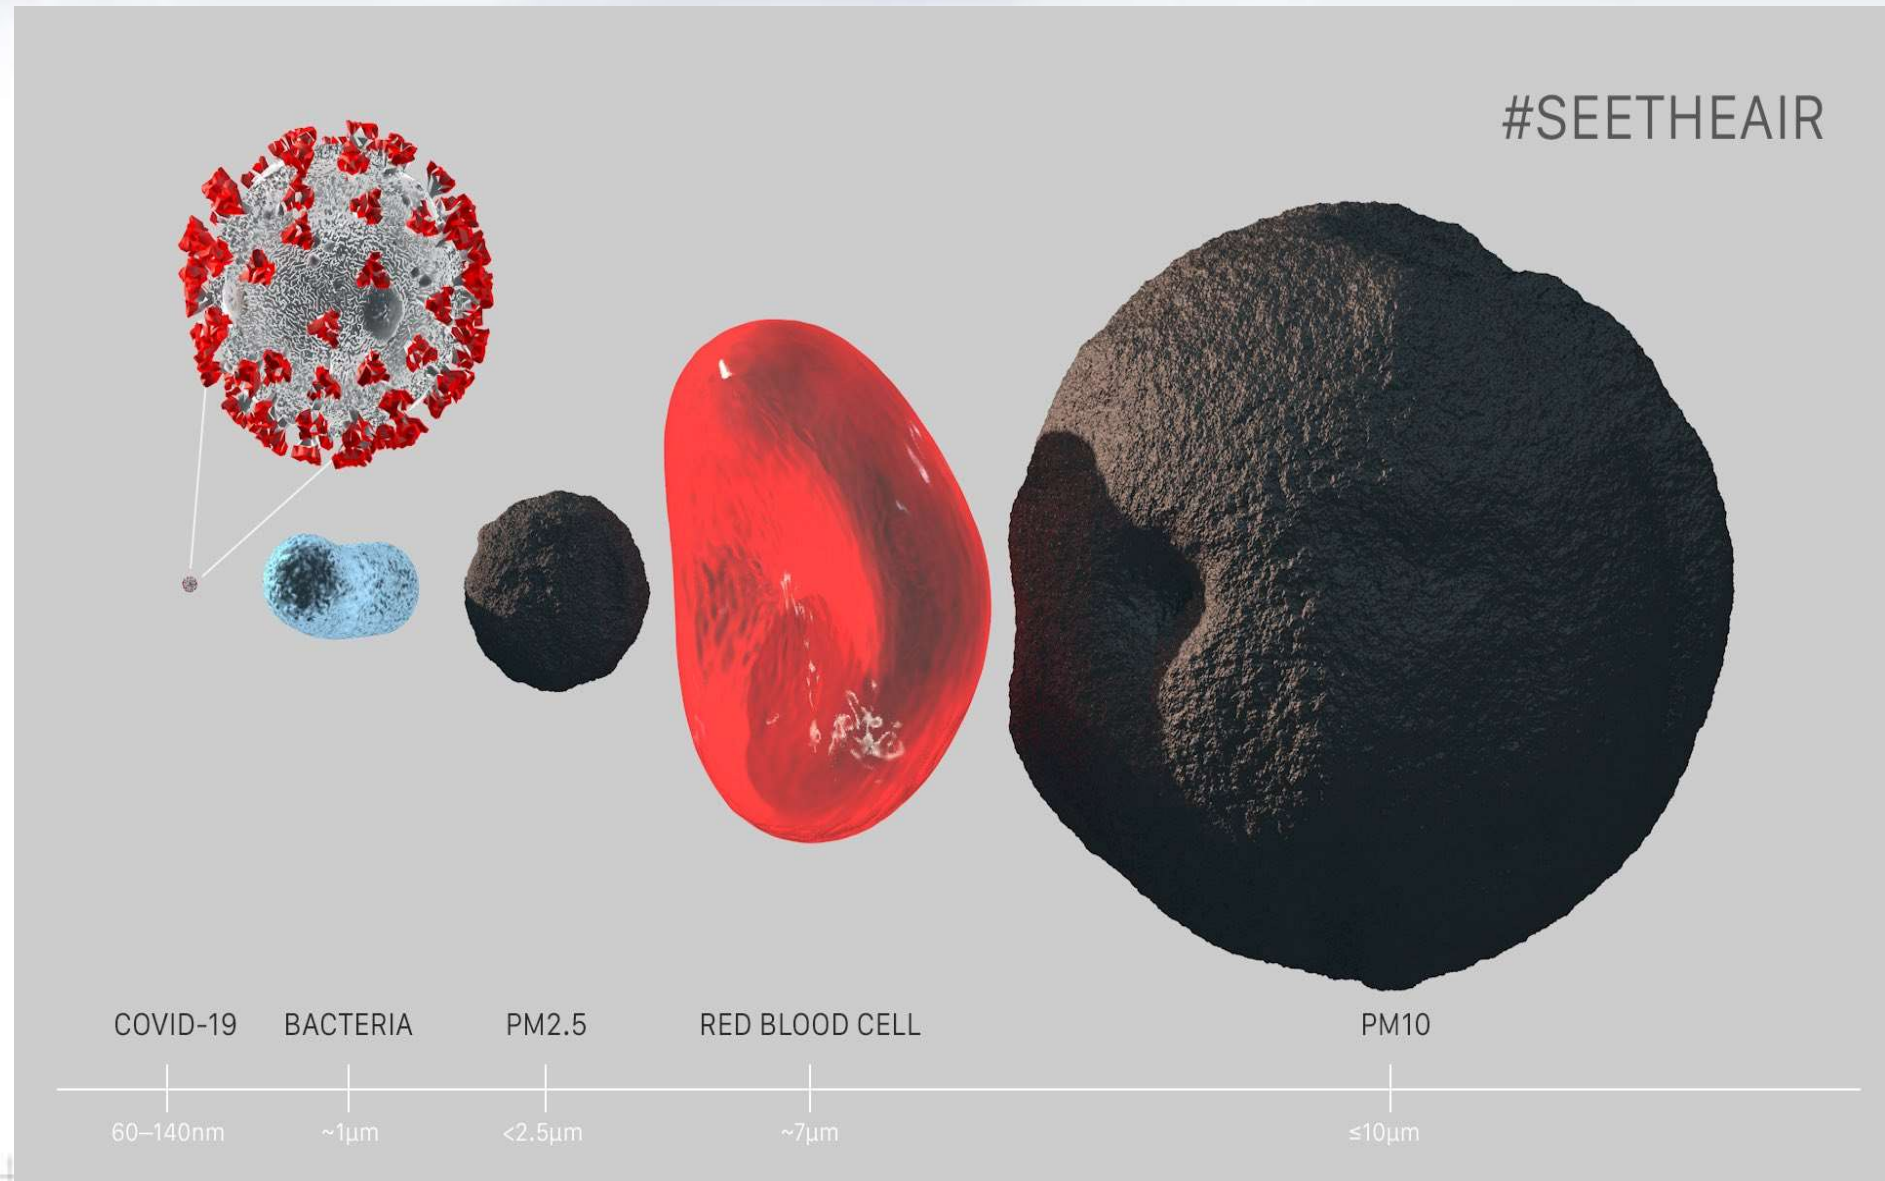 #SEETHEAIR
COVID-19 BACTERIA PM2.5 RED BLOOD CELL PM10
60–140nm ~1µm <2.5µm ~7µm ≤10µm